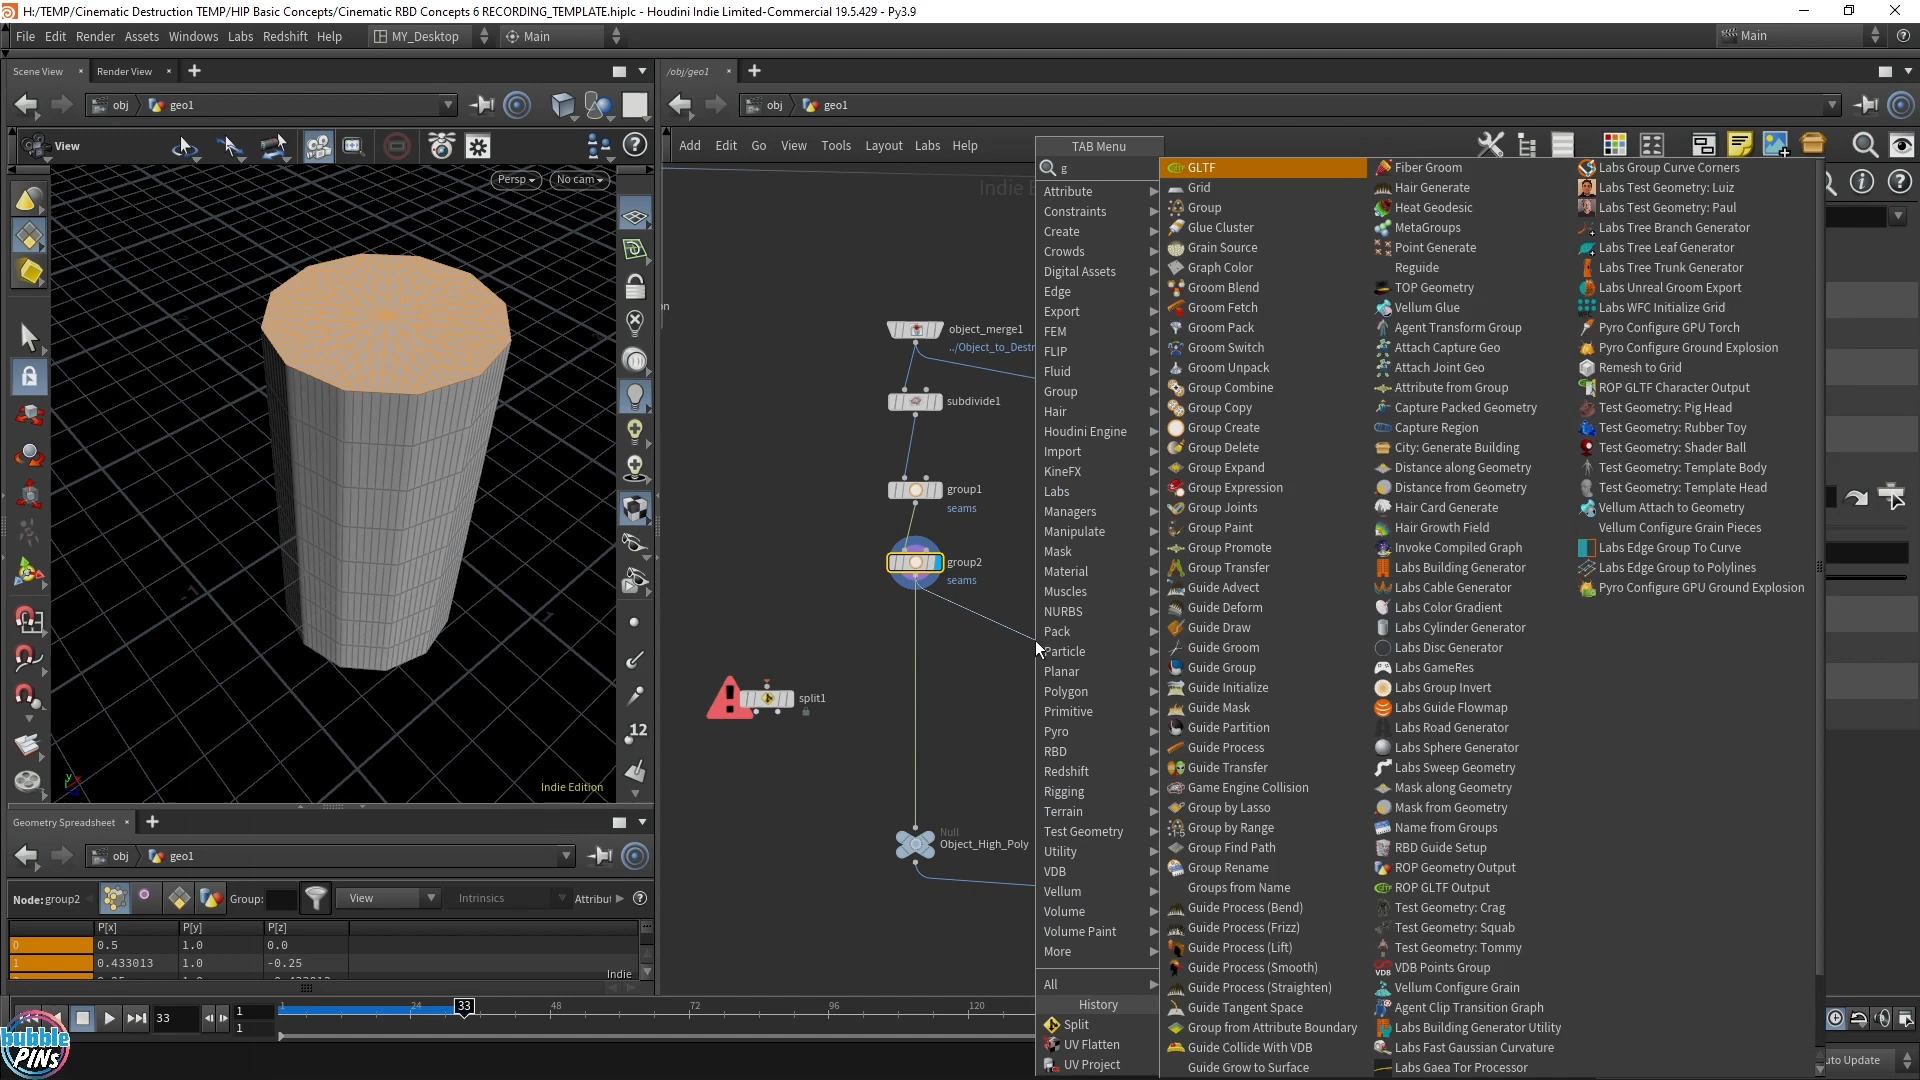 H:/TEMP/Cinematic Destruction TEMP/HIP Basic Concepts/Cinematic RBD Concepts 6 RECORDING_TEMPLATE.hiplc - Houdini Indie Limited-Commercial 19.5.429 - Py3.9
File Edit Render Assets Windows Labs Redshift Help MY_Desktop Main Main
Scene View Render View /obj/geo1
obj geo1 obj geo1
View Add Edit Go View Tools Layout Labs Help
Persp No cam
Indie E
TAB Menu
g
Attribute
Constraints
Create
Crowds
Digital Assets
Edge
Export
FEM
FLIP
Fluid
Group
Hair
Houdini Engine
Import
KineFX
Labs
Managers
Manipulate
Mask
Material
Muscles
NURBS
Pack
Particle
Planar
Polygon
Primitive
Pyro
RBD
Redshift
Rigging
Terrain
Test Geometry
Utility
VDB
Vellum
Volume
Volume Paint
More
All
History
Split
UV Flatten
UV Project
GLTF
Grid
Group
Glue Cluster
Grain Source
Graph Color
Groom Blend
Groom Fetch
Groom Pack
Groom Switch
Groom Unpack
Group Combine
Group Copy
Group Create
Group Delete
Group Expand
Group Expression
Group Joints
Group Paint
Group Promote
Group Transfer
Guide Advect
Guide Deform
Guide Draw
Guide Groom
Guide Group
Guide Initialize
Guide Mask
Guide Partition
Guide Process
Guide Transfer
Game Engine Collision
Group by Lasso
Group by Range
Group Find Path
Group Rename
Groups from Name
Guide Process (Bend)
Guide Process (Frizz)
Guide Process (Lift)
Guide Process (Smooth)
Guide Process (Straighten)
Guide Tangent Space
Group from Attribute Boundary
Guide Collide With VDB
Guide Grow to Surface
Fiber Groom
Hair Generate
Heat Geodesic
MetaGroups
Point Generate
Reguide
TOP Geometry
Vellum Glue
Agent Transform Group
Attach Capture Geo
Attach Joint Geo
Attribute from Group
Capture Packed Geometry
Capture Region
City: Generate Building
Distance along Geometry
Distance from Geometry
Hair Card Generate
Hair Growth Field
Invoke Compiled Graph
Labs Building Generator
Labs Cable Generator
Labs Color Gradient
Labs Cylinder Generator
Labs Disc Generator
Labs GameRes
Labs Group Invert
Labs Guide Flowmap
Labs Road Generator
Labs Sphere Generator
Labs Sweep Geometry
Mask along Geometry
Mask from Geometry
Name from Groups
RBD Guide Setup
ROP Geometry Output
ROP GLTF Output
Test Geometry: Crag
Test Geometry: Squab
Test Geometry: Tommy
VDB Points Group
Vellum Configure Grain
Agent Clip Transition Graph
Labs Building Generator Utility
Labs Fast Gaussian Curvature
Labs Gaea Tor Processor
Labs Group Curve Corners
Labs Test Geometry: Luiz
Labs Test Geometry: Paul
Labs Tree Branch Generator
Labs Tree Leaf Generator
Labs Tree Trunk Generator
Labs Unreal Groom Export
Labs WFC Initialize Grid
Pyro Configure GPU Torch
Pyro Configure Ground Explosion
Remesh to Grid
ROP GLTF Character Output
Test Geometry: Pig Head
Test Geometry: Rubber Toy
Test Geometry: Shader Ball
Test Geometry: Template Body
Test Geometry: Template Head
Vellum Attach to Geometry
Vellum Configure Grain Pieces
Labs Edge Group To Curve
Labs Edge Group to Polylines
Pyro Configure GPU Ground Explosion
object_merge1
../Object_to_Destr
subdivide1
group1
seams
group2
seams
split1
Null
Object_High_Poly
12
Indie Edition
Geometry Spreadsheet
obj geo1
Node: group2 Group: View Intrinsics Attribut
P[x] P[y] P[z]
0 0.5 1.0 0.0
1 0.433013 1.0 -0.25
Indie
33 1 1
1 24 33 48 72 96 120
uto Update
bubble PiNs